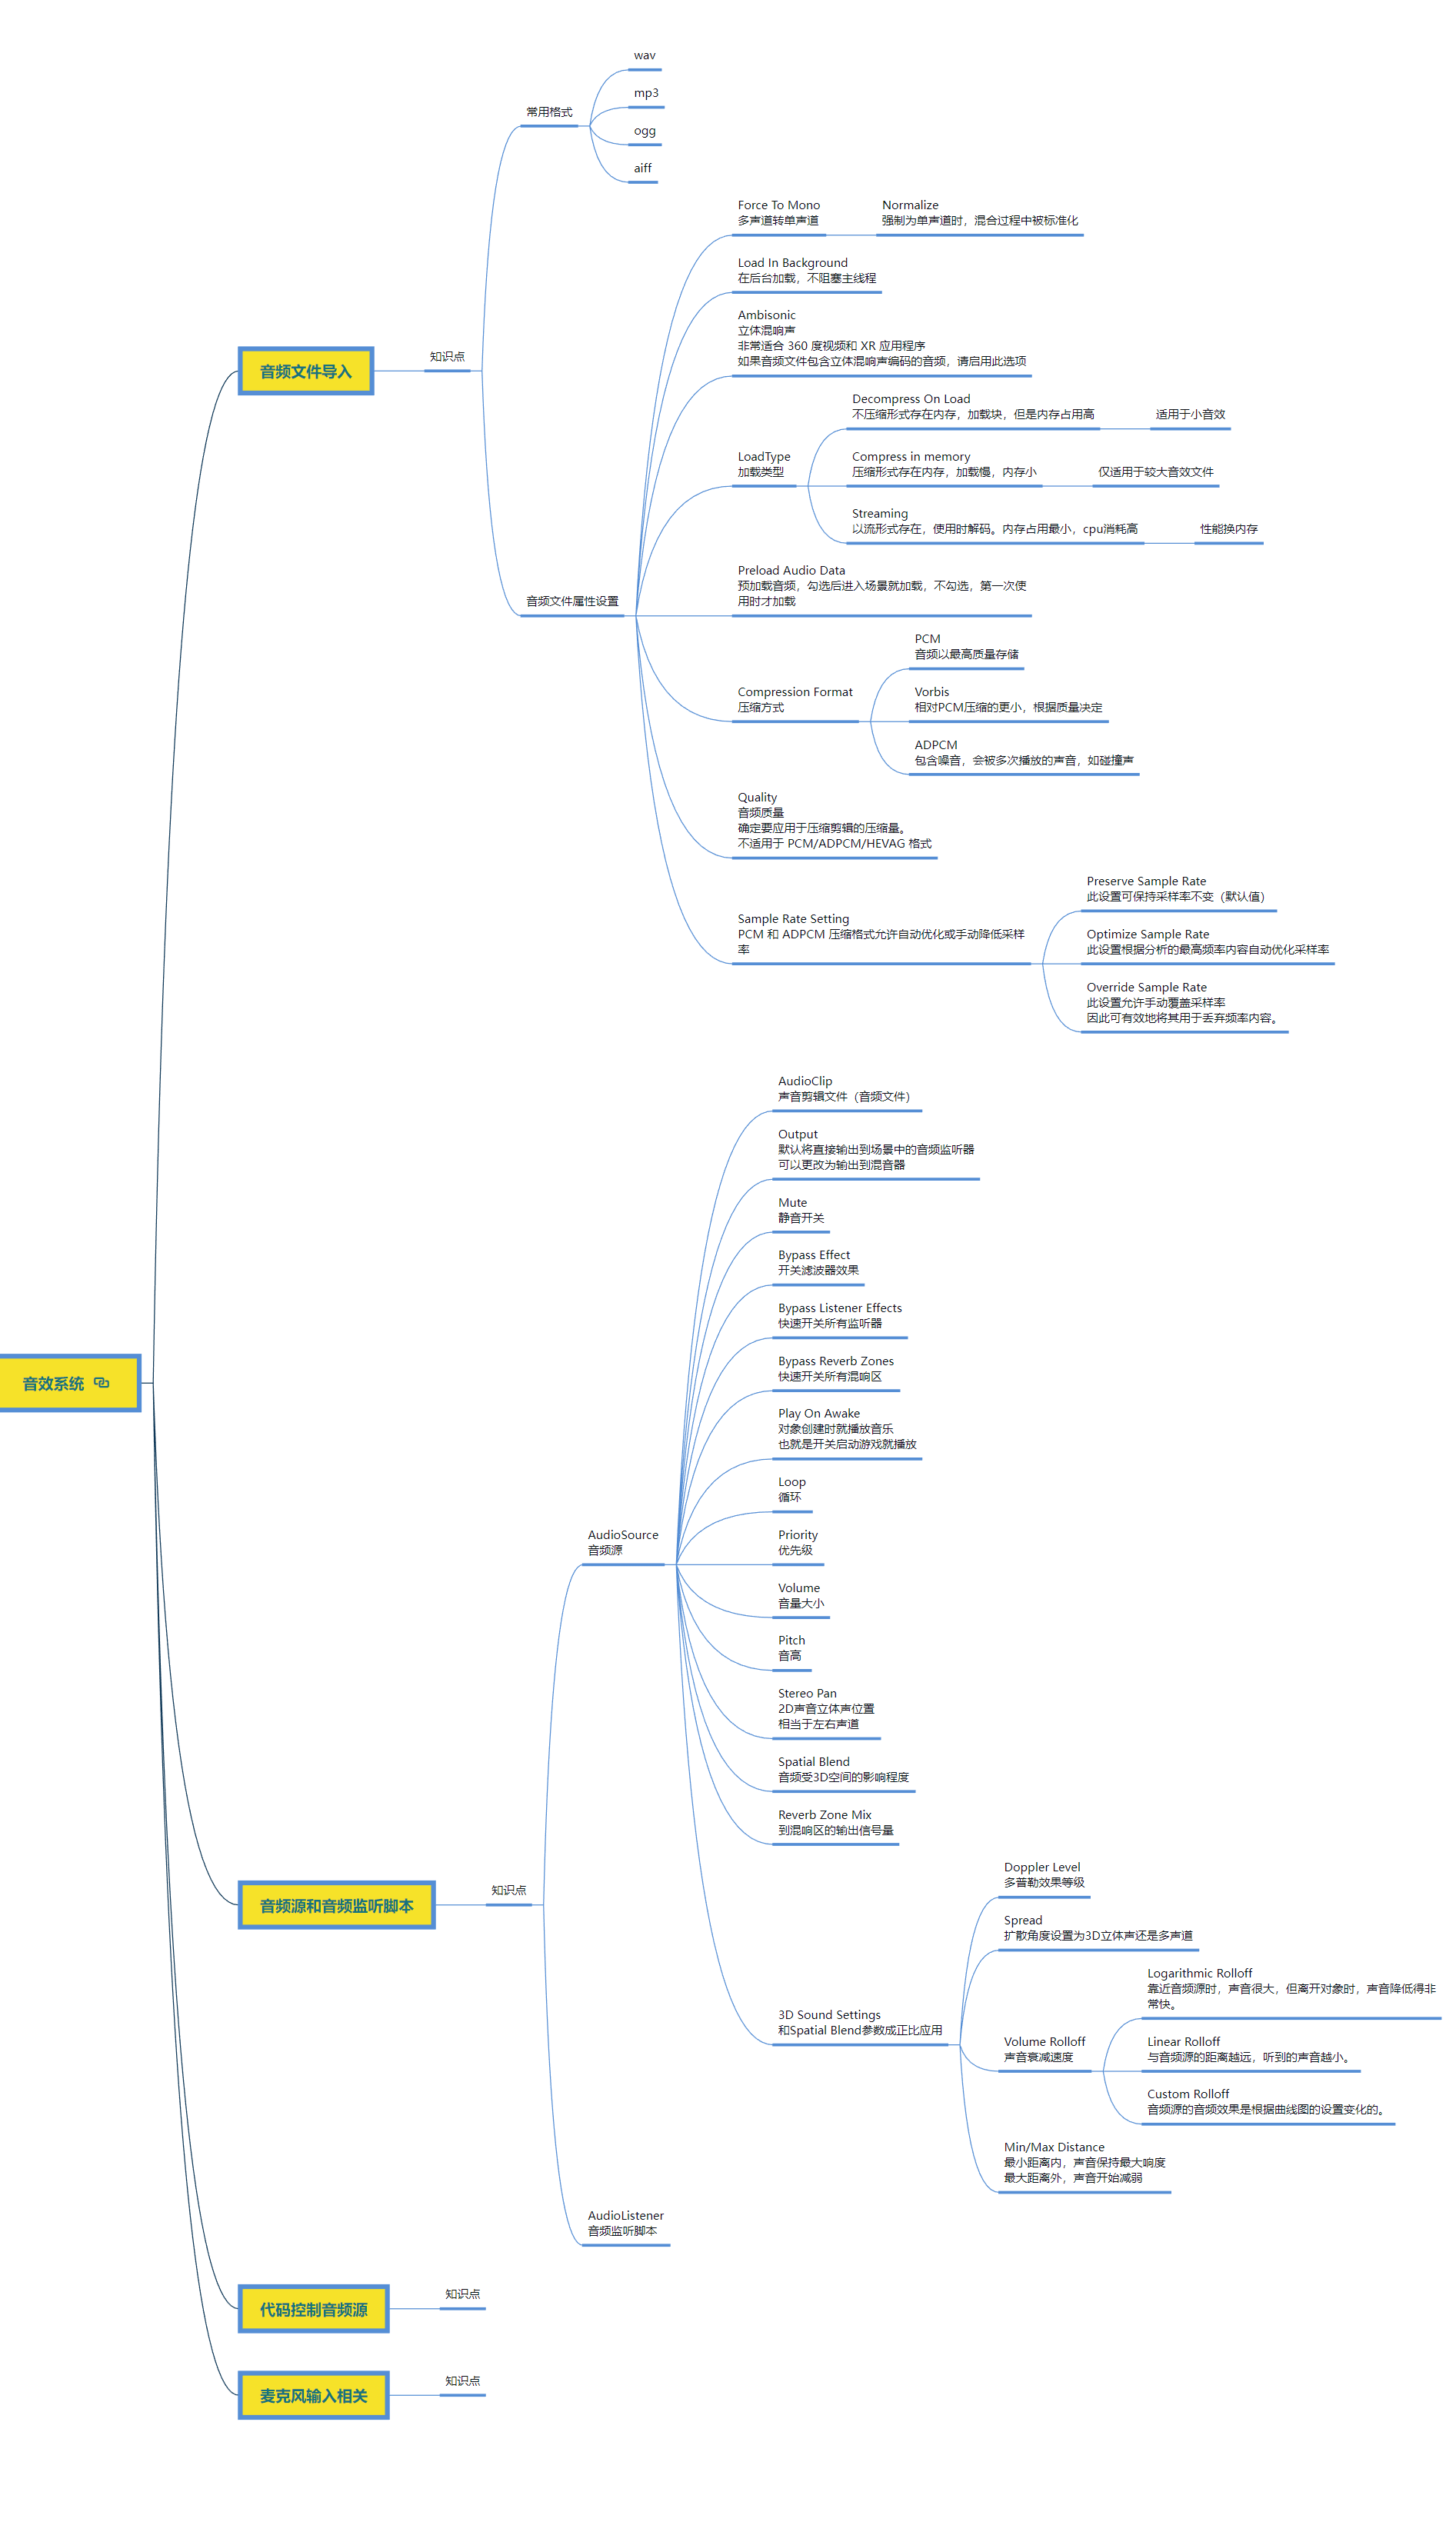 音效系统
音频文件导入
知识点
常用格式
wav
mp3
ogg
aiff
音频文件属性设置
Force To Mono
多声道转单声道
Normalize
强制为单声道时，混合过程中被标准化
Load In Background
在后台加载，不阻塞主线程
Ambisonic
立体混响声
非常适合 360 度视频和 XR 应用程序
如果音频文件包含立体混响声编码的音频，请启用此选项
LoadType
加载类型
Decompress On Load
不压缩形式存在内存，加载块，但是内存占用高
适用于小音效
Compress in memory
压缩形式存在内存，加载慢，内存小
仅适用于较大音效文件
Streaming
以流形式存在，使用时解码。内存占用最小，cpu消耗高
性能换内存
Preload Audio Data
预加载音频，勾选后进入场景就加载，不勾选，第一次使
用时才加载
Compression Format
压缩方式
PCM
音频以最高质量存储
Vorbis
相对PCM压缩的更小，根据质量决定
ADPCM
包含噪音，会被多次播放的声音，如碰撞声
Quality
音频质量
确定要应用于压缩剪辑的压缩量。
不适用于 PCM/ADPCM/HEVAG 格式
Sample Rate Setting
PCM 和 ADPCM 压缩格式允许自动优化或手动降低采样
率
Preserve Sample Rate
此设置可保持采样率不变（默认值）
Optimize Sample Rate
此设置根据分析的最高频率内容自动优化采样率
Override Sample Rate
此设置允许手动覆盖采样率
因此可有效地将其用于丢弃频率内容。
音频源和音频监听脚本
知识点
AudioSource
音频源
AudioClip
声音剪辑文件（音频文件）
Output
默认将直接输出到场景中的音频监听器
可以更改为输出到混音器
Mute
静音开关
Bypass Effect
开关滤波器效果
Bypass Listener Effects
快速开关所有监听器
Bypass Reverb Zones
快速开关所有混响区
Play On Awake
对象创建时就播放音乐
也就是开关启动游戏就播放
Loop
循环
Priority
优先级
Volume
音量大小
Pitch
音高
Stereo Pan
2D声音立体声位置
相当于左右声道
Spatial Blend
音频受3D空间的影响程度
Reverb Zone Mix
到混响区的输出信号量
3D Sound Settings
和Spatial Blend参数成正比应用
Doppler Level
多普勒效果等级
Spread
扩散角度设置为3D立体声还是多声道
Volume Rolloff
声音衰减速度
Logarithmic Rolloff
靠近音频源时，声音很大，但离开对象时，声音降低得非
常快。
Linear Rolloff
与音频源的距离越远，听到的声音越小。
Custom Rolloff
音频源的音频效果是根据曲线图的设置变化的。
Min/Max Distance
最小距离内，声音保持最大响度
最大距离外，声音开始减弱
AudioListener
音频监听脚本
代码控制音频源
知识点
麦克风输入相关
知识点